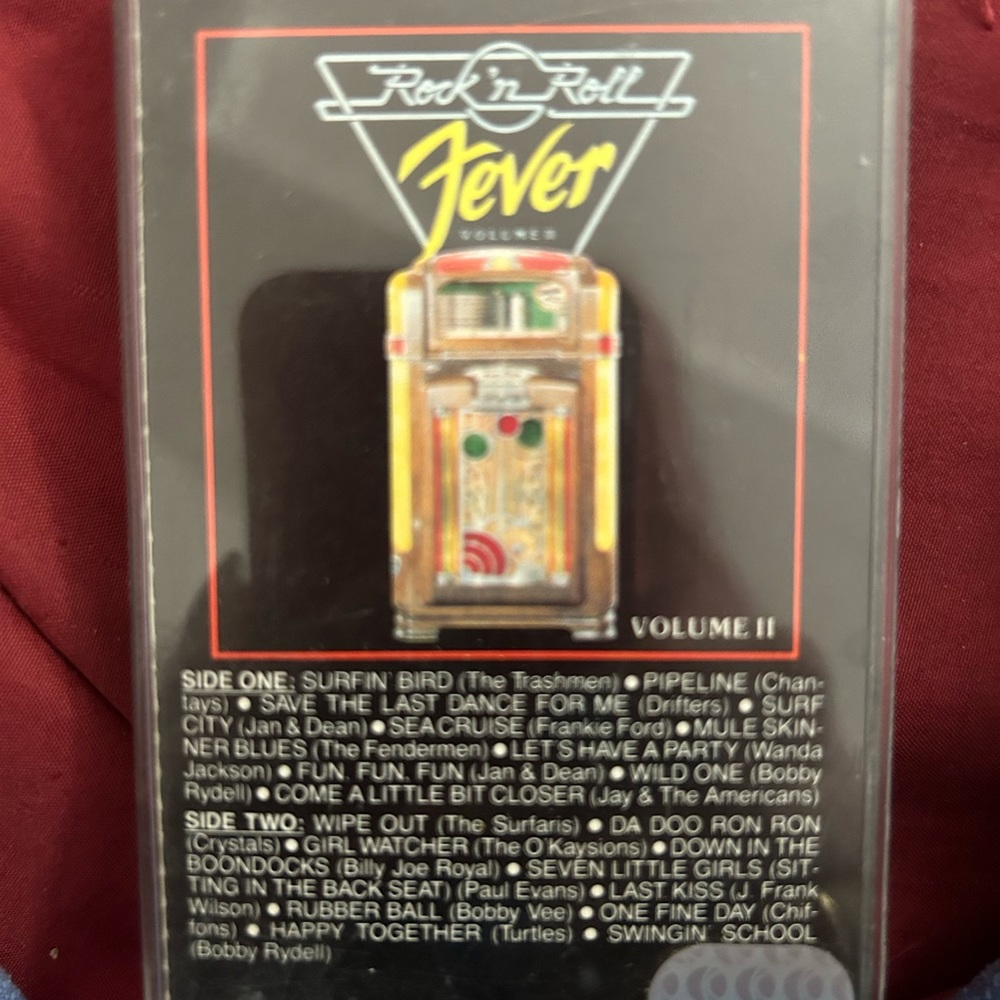 Rock 'n Roll
Fever
VOLUME II
VOLUME II
SIDE ONE: SURFIN' BIRD (The Trashmen) ● PIPELINE (Chan-
tays) ● SAVE THE LAST DANCE FOR ME (Drifters) ● SURF
CITY (Jan & Dean) ● SEA CRUISE (Frankie Ford) ● MULE SKIN-
NER BLUES (The Fendermen) ● LET'S HAVE A PARTY (Wanda
Jackson) ● FUN, FUN, FUN (Jan & Dean) ● WILD ONE (Bobby
Rydell) ● COME A LITTLE BIT CLOSER (Jay & The Americans)
SIDE TWO: WIPE OUT (The Surfaris) ● DA DOO RON RON
(Crystals) ● GIRL WATCHER (The O'Kaysions) ● DOWN IN THE
BOONDOCKS (Billy Joe Royal) ● SEVEN LITTLE GIRLS (SIT-
TING IN THE BACK SEAT) (Paul Evans) ● LAST KISS (J. Frank
Wilson) ● RUBBER BALL (Bobby Vee) ● ONE FINE DAY (Chif-
fons) ● HAPPY TOGETHER (Turtles) ● SWINGIN' SCHOOL
(Bobby Rydell)